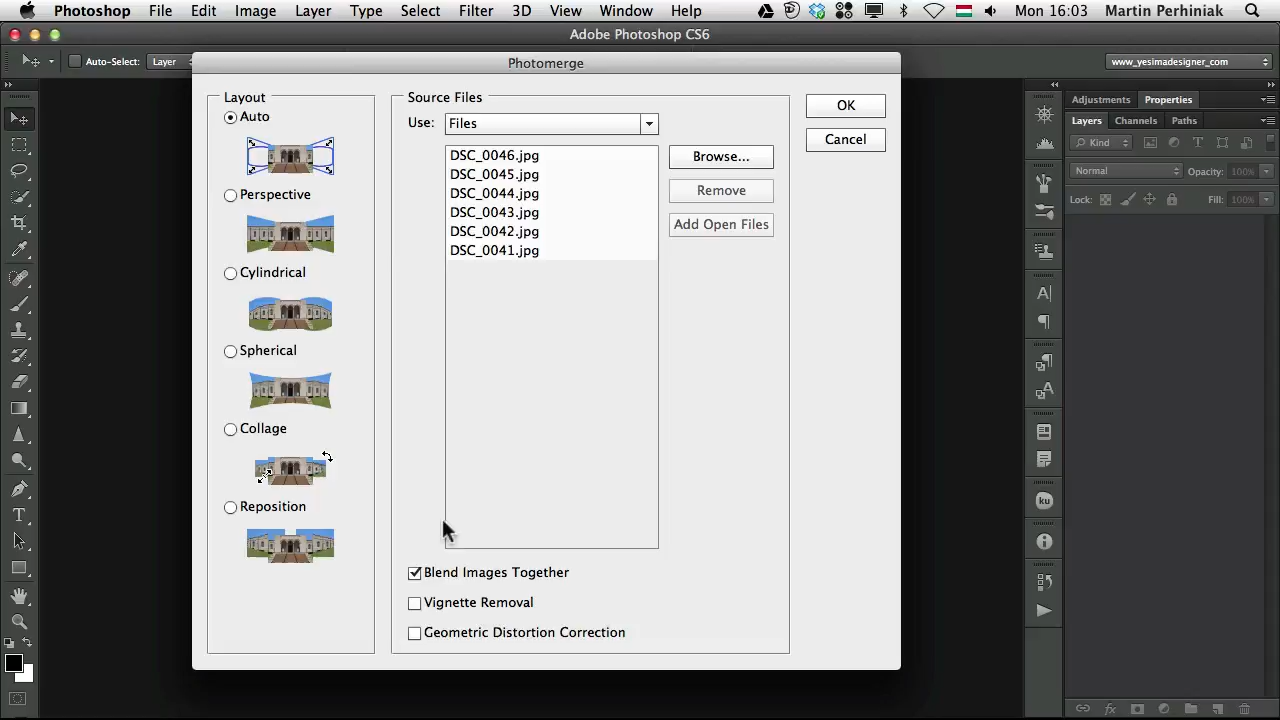 Photoshop File Edit Image Layer Type Select Filter 3D View Window Help Mon 16:03 Martin Perhiniak
Adobe Photoshop CS6
Auto-Select: Layer www_yesimadesigner_com
Photomerge
Layout
Auto
Perspective
Cylindrical
Spherical
Collage
Reposition
Source Files
Use: Files
DSC_0046.jpg
DSC_0045.jpg
DSC_0044.jpg
DSC_0043.jpg
DSC_0042.jpg
DSC_0041.jpg
Browse...
Remove
Add Open Files
Blend Images Together
Vignette Removal
Geometric Distortion Correction
OK
Cancel
Adjustments Properties
Layers Channels Paths
Kind
Normal Opacity: 100%
Lock: Fill: 100%
A
ku
T
fx